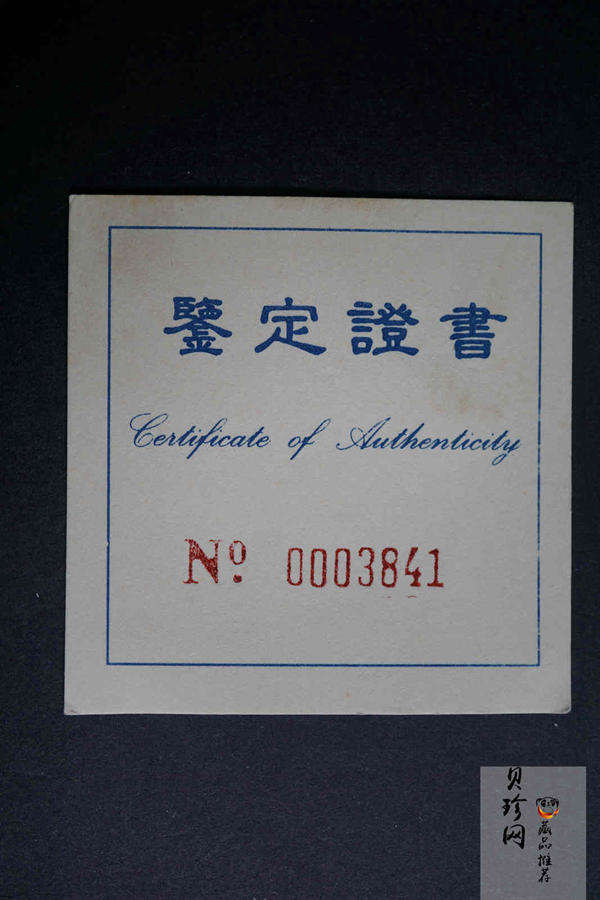 鑒定證書
Certificate of Authenticity
Nº 0003841
贝珍网
藏品推荐